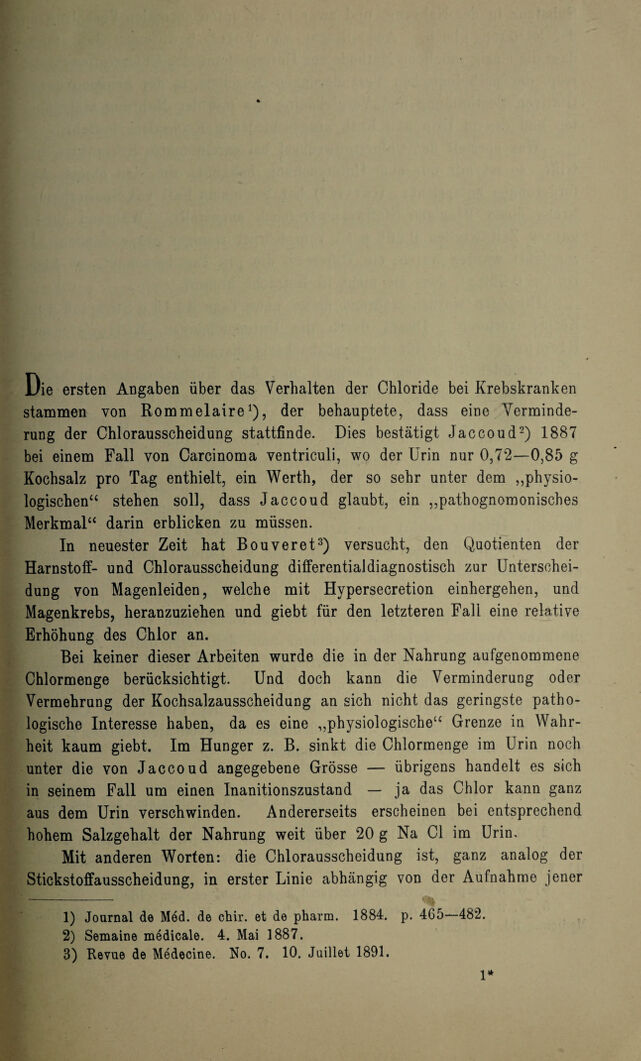 Die ersten Angaben über das Verhalten der Chloride bei Krebskranken
stammen von Rommelaire¹), der behauptete, dass eine Verminde-
rung der Chlorausscheidung stattfinde. Dies bestätigt Jaccoud²) 1887
bei einem Fall von Carcinoma ventriculi, wo der Urin nur 0,72—0,85 g
Kochsalz pro Tag enthielt, ein Werth, der so sehr unter dem „physio-
logischen“ stehen soll, dass Jaccoud glaubt, ein „pathognomonisches
Merkmal“ darin erblicken zu müssen.
In neuester Zeit hat Bouveret³) versucht, den Quotienten der
Harnstoff- und Chlorausscheidung differentialdiagnostisch zur Unterschei-
dung von Magenleiden, welche mit Hypersecretion einhergehen, und
Magenkrebs, heranzuziehen und giebt für den letzteren Fall eine relative
Erhöhung des Chlor an.
Bei keiner dieser Arbeiten wurde die in der Nahrung aufgenommene
Chlormenge berücksichtigt. Und doch kann die Verminderung oder
Vermehrung der Kochsalzausscheidung an sich nicht das geringste patho-
logische Interesse haben, da es eine „physiologische“ Grenze in Wahr-
heit kaum giebt. Im Hunger z. B. sinkt die Chlormenge im Urin noch
unter die von Jaccoud angegebene Grösse — übrigens handelt es sich
in seinem Fall um einen Inanitionszustand — ja das Chlor kann ganz
aus dem Urin verschwinden. Andererseits erscheinen bei entsprechend
hohem Salzgehalt der Nahrung weit über 20 g Na Cl im Urin.
Mit anderen Worten: die Chlorausscheidung ist, ganz analog der
Stickstoffausscheidung, in erster Linie abhängig von der Aufnahme jener
1) Journal de Méd. de chir. et de pharm. 1884. p. 465—482.
2) Semaine médicale. 4. Mai 1887.
3) Revue de Médecine. No. 7. 10. Juillet 1891.
1*